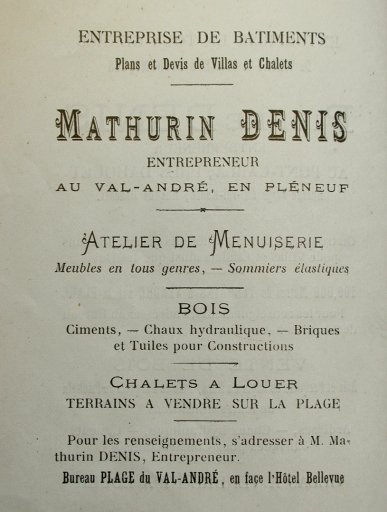 ENTREPRISE DE BATIMENTS
Plans et Devis de Villas et Chalets
MATHURIN DENIS
ENTREPRENEUR
AU VAL-ANDRÉ, EN PLÉNEUF
ATELIER DE MENUISERIE
Meubles en tous genres, — Sommiers élastiques
BOIS
Ciments, — Chaux hydraulique, — Briques
et Tuiles pour Constructions
CHALETS A LOUER
TERRAINS A VENDRE SUR LA PLAGE
Pour les renseignements, s'adresser à M. Ma-
thurin DENIS, Entrepreneur.
Bureau PLAGE du VAL-ANDRÉ, en façe l'Hôtel Bellevue